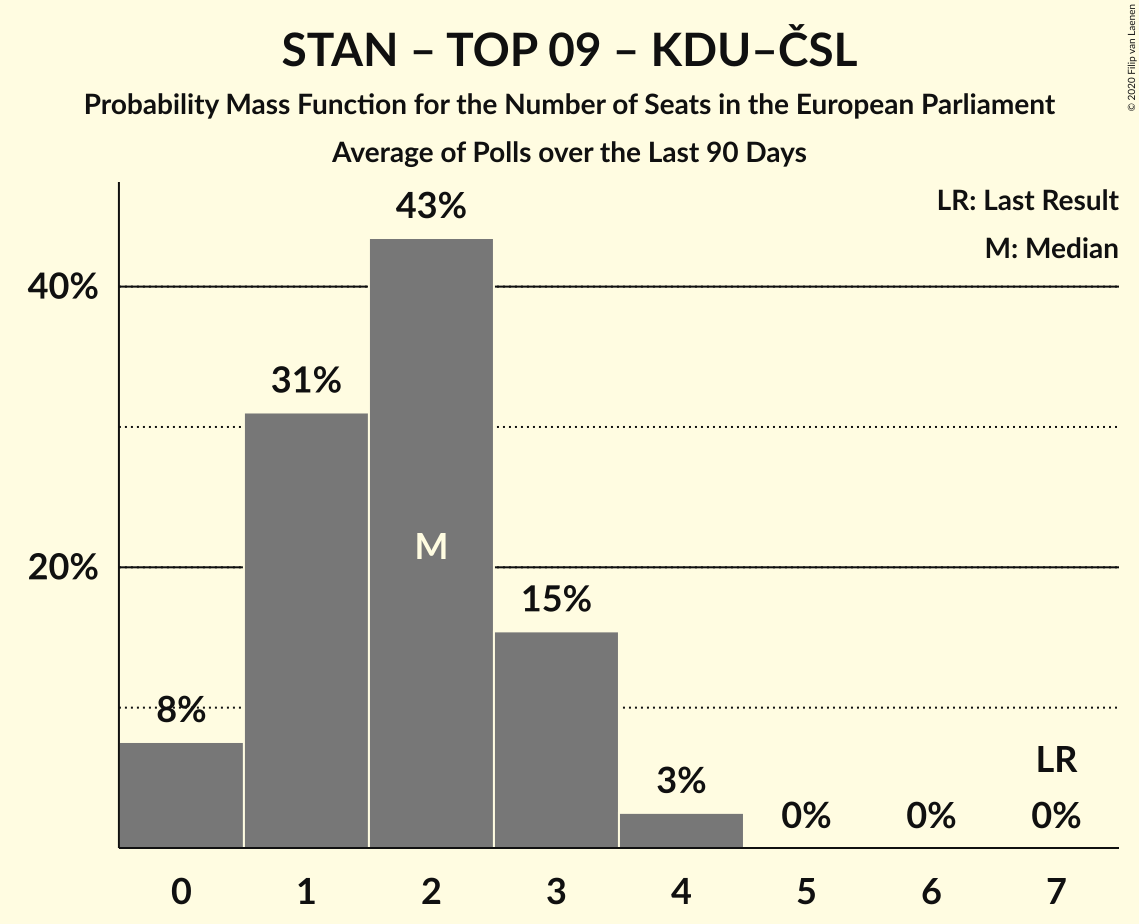 STAN – TOP 09 – KDU–ČSL
Probability Mass Function for the Number of Seats in the European Parliament
Average of Polls over the Last 90 Days
© 2020 Filip van Laenen
LR: Last Result
M: Median
43%
40%
31%
M
20%
15%
8%
3%
LR
0%
0%
0%
0
1
2
3
4
5
6
7